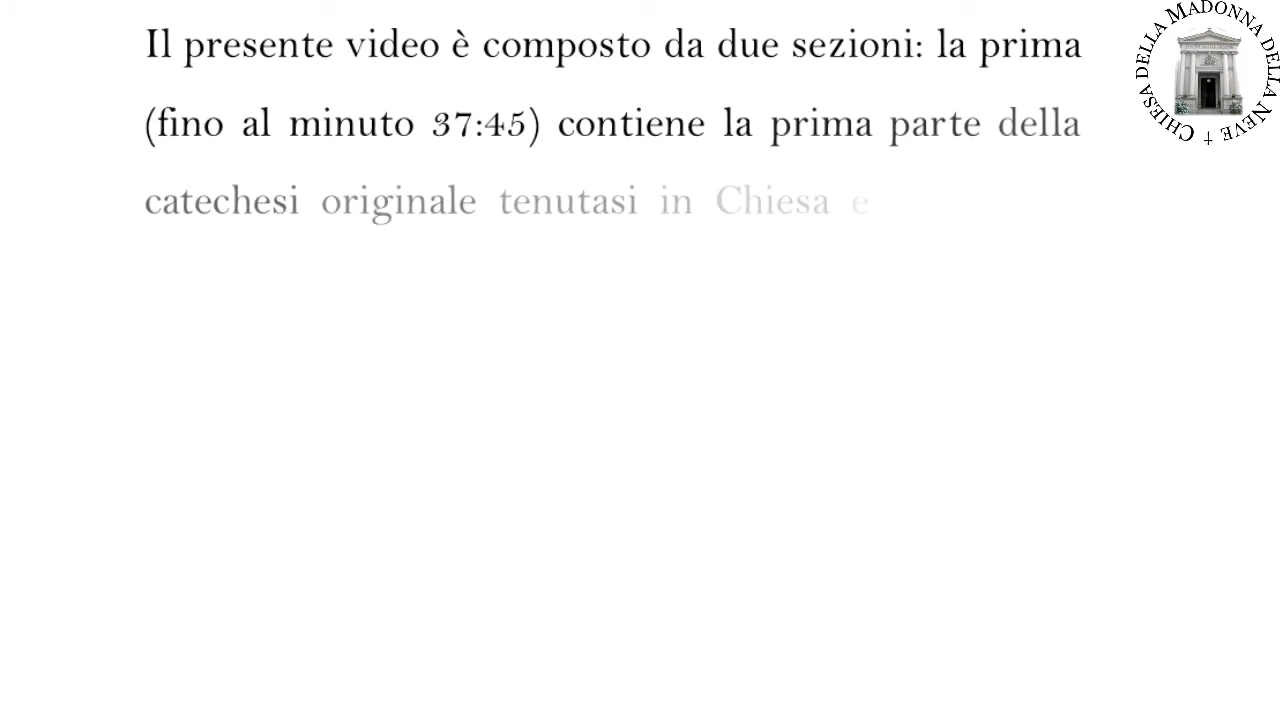 Il presente video è composto da due sezioni: la prima
(fino al minuto 37:45) contiene la prima parte della
catechesi originale tenutasi in Chiesa e
CHIESA DELLA MADONNA DELLA NEVE †